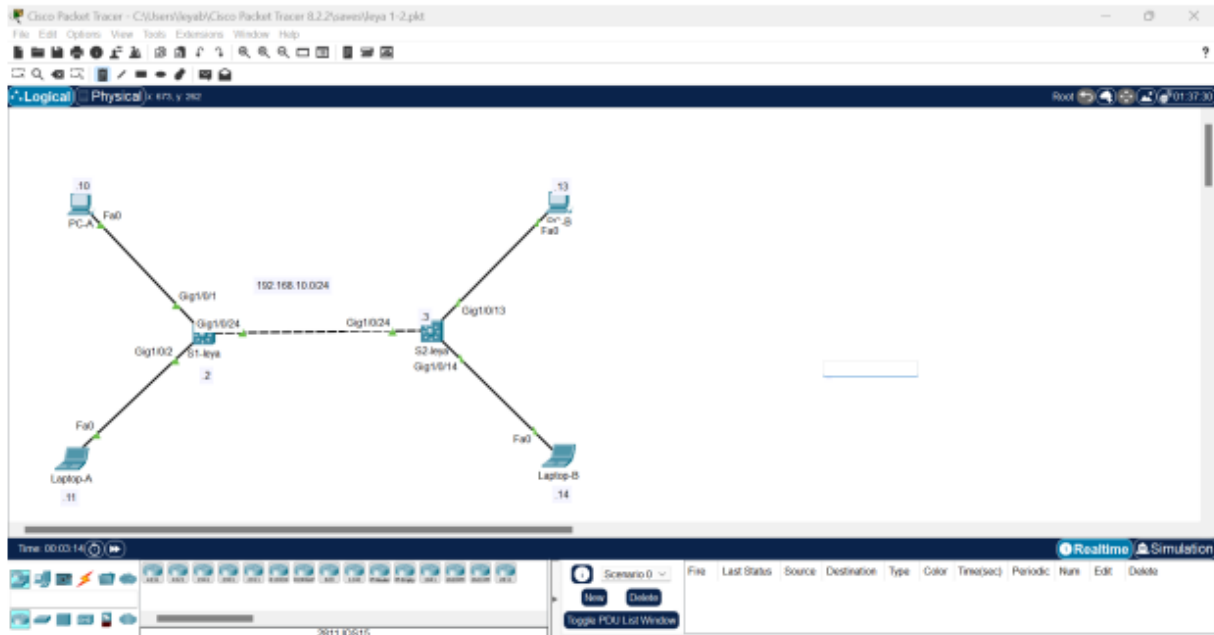 Cisco Packet Tracer - C:\Users\leyab\Cisco Packet Tracer 8.2.2\saves\leya 1-2.pkt
File Edit Options View Tools Extensions Window Help
?
Logical Physical x: 673, y: 262 Root 01:37:30
.10 .13
PC-A Fa0
Fa0
192.168.10.0/24
Gig1/0/1
.3 Gig1/0/13
Gig1/0/24 Gig1/0/24
Gig1/0/2 S1-leya S2-leya
Gig1/0/14
.2
Fa0 Fa0
Laptop-A Laptop-B
.11 .14
Time: 00:03:14 Realtime Simulation
Scenario 0 Fire Last Status Source Destination Type Color Time(sec) Periodic Num Edit Delete
New Delete
Toggle PDU List Window